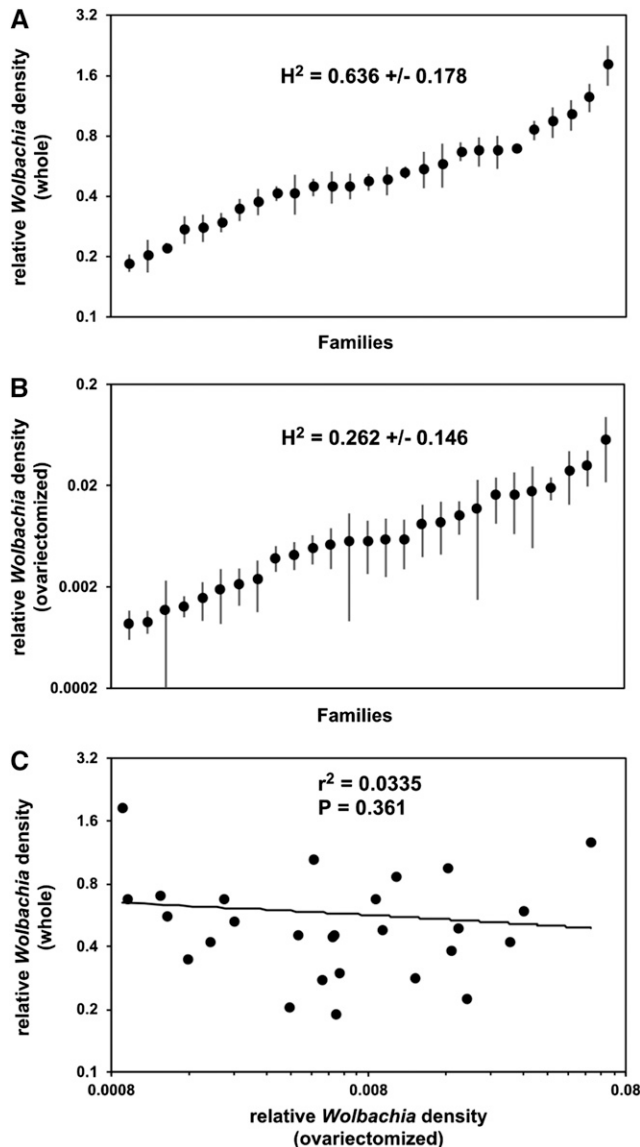 A
relative Wolbachia density
(whole)
3.2
1.6
0.8
0.4
0.2
0.1
H² = 0.636 +/- 0.178
Families
B
relative Wolbachia density
(ovariectomized)
0.2
0.02
0.002
0.0002
H² = 0.262 +/- 0.146
Families
C
relative Wolbachia density
(whole)
3.2
1.6
0.8
0.4
0.2
0.1
r² = 0.0335
P = 0.361
0.0008
0.008
0.08
relative Wolbachia density
(ovariectomized)